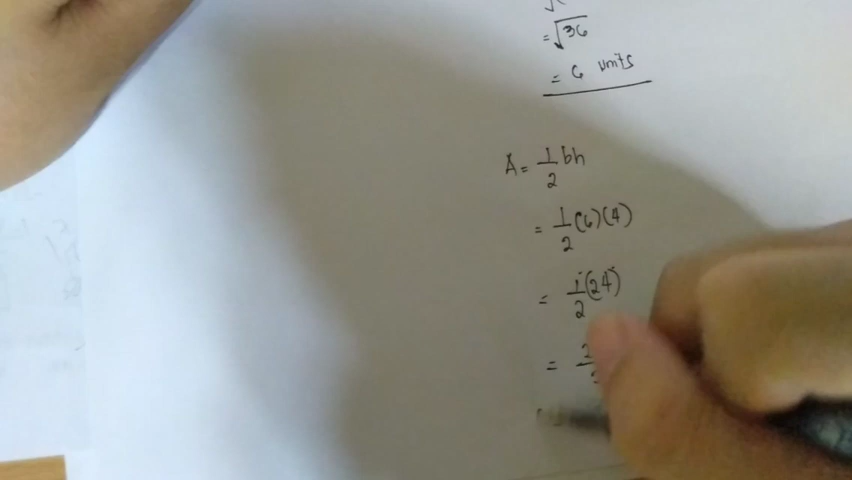 = √36
= 6 units
A = 1/2 bh
= 1/2 (6)(4)
= 1/2 (24)
=